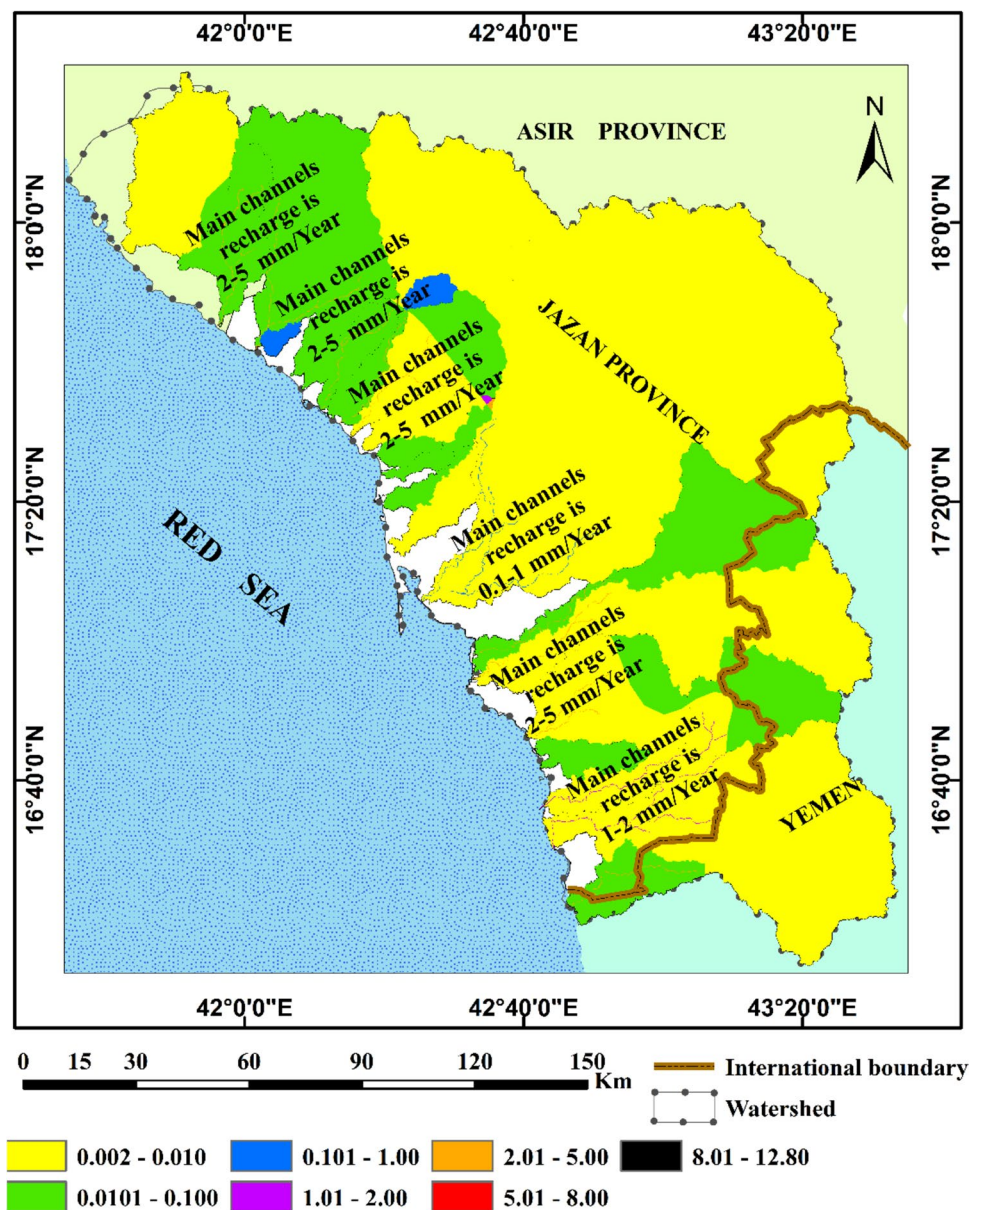 42°0'0"E 42°40'0"E 43°20'0"E
N
ASIR PROVINCE
18°0'0"N
18°0'0"N
Main channels
recharge is
2-5 mm/Year
Main channels
recharge is
2-5 mm/Year
JAZAN PROVINCE
Main channels
recharge is
2-5 mm/Year
17°20'0"N
17°20'0"N
Main channels
recharge is
0.1-1 mm/Year
RED SEA
Main channels
recharge is
2-5 mm/Year
Main channels
recharge is
1-2 mm/Year
16°40'0"N
16°40'0"N
YEMEN
42°0'0"E 42°40'0"E 43°20'0"E
0 15 30 60 90 120 150
Km
International boundary
Watershed
0.002 - 0.010 0.101 - 1.00 2.01 - 5.00 8.01 - 12.80
0.0101 - 0.100 1.01 - 2.00 5.01 - 8.00